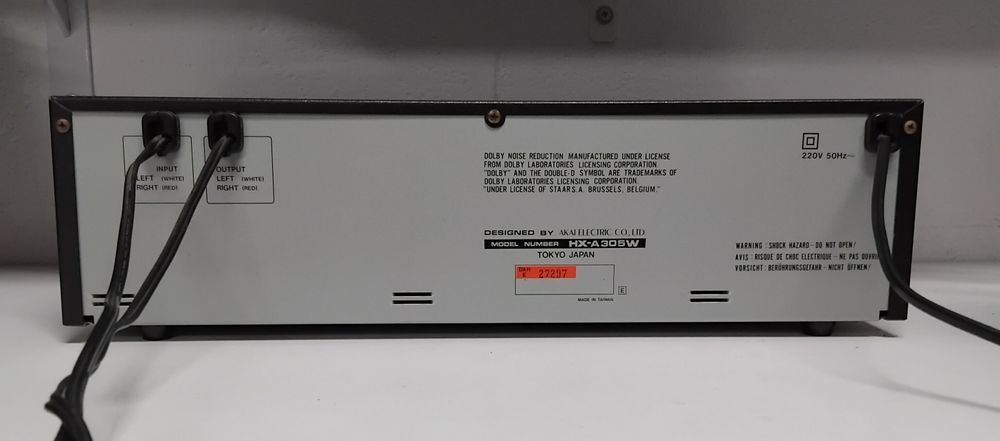 INPUT
LEFT (WHITE)
RIGHT (RED)
OUTPUT
LEFT (WHITE)
RIGHT (RED)
DOLBY NOISE REDUCTION MANUFACTURED UNDER LICENSE
FROM DOLBY LABORATORIES LICENSING CORPORATION.
"DOLBY" AND THE DOUBLE-D SYMBOL ARE TRADEMARKS OF
DOLBY LABORATORIES LICENSING CORPORATION.
"UNDER LICENSE OF STAAR S.A. BRUSSELS, BELGIUM."
220V 50Hz~
DESIGNED BY AKAI ELECTRIC CO., LTD.
MODEL NUMBER HX-A305W
TOKYO JAPAN
E 27297
E
MADE IN TAIWAN
WARNING : SHOCK HAZARD - DO NOT OPEN!
AVIS : RISQUE DE CHOC ELECTRIQUE - NE PAS OUVRI
VORSICHT : BERÜHRUNGSGEFAHR - NICHT ÖFFNEN!